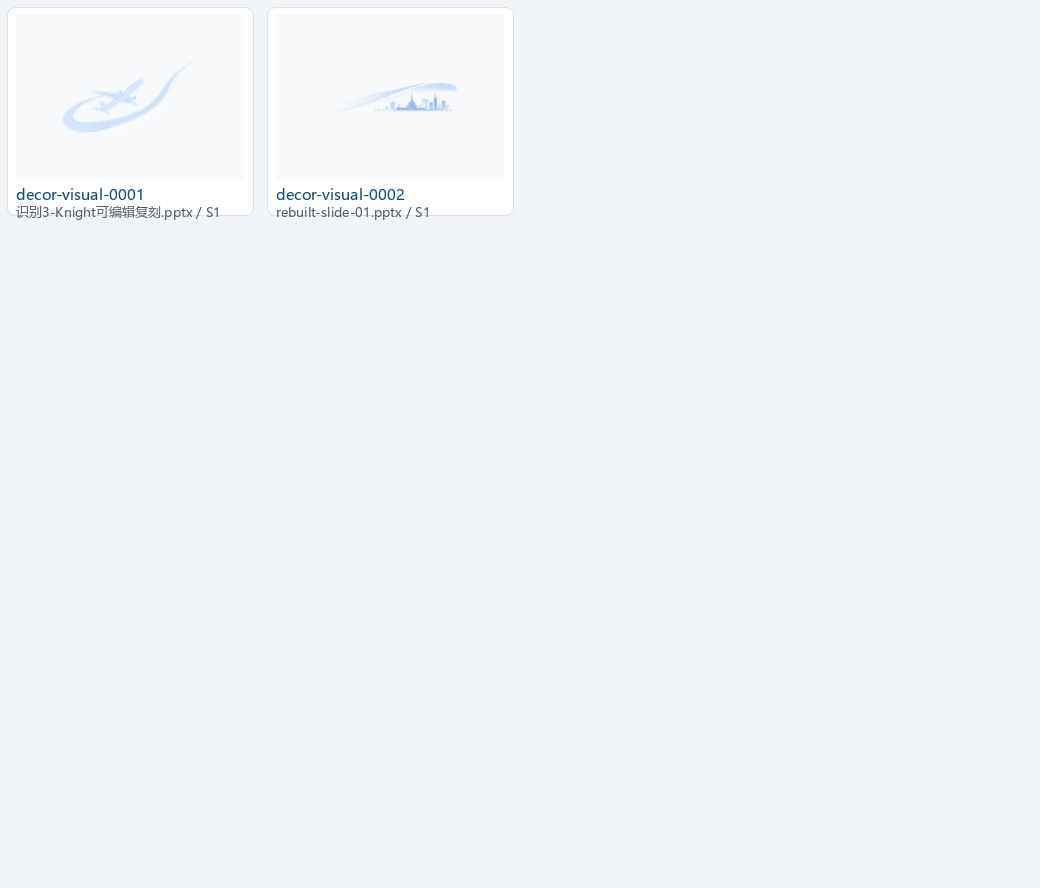 decor-visual-0001
识别3-Knight可编辑复刻.pptx / S1
decor-visual-0002
rebuilt-slide-01.pptx / S1